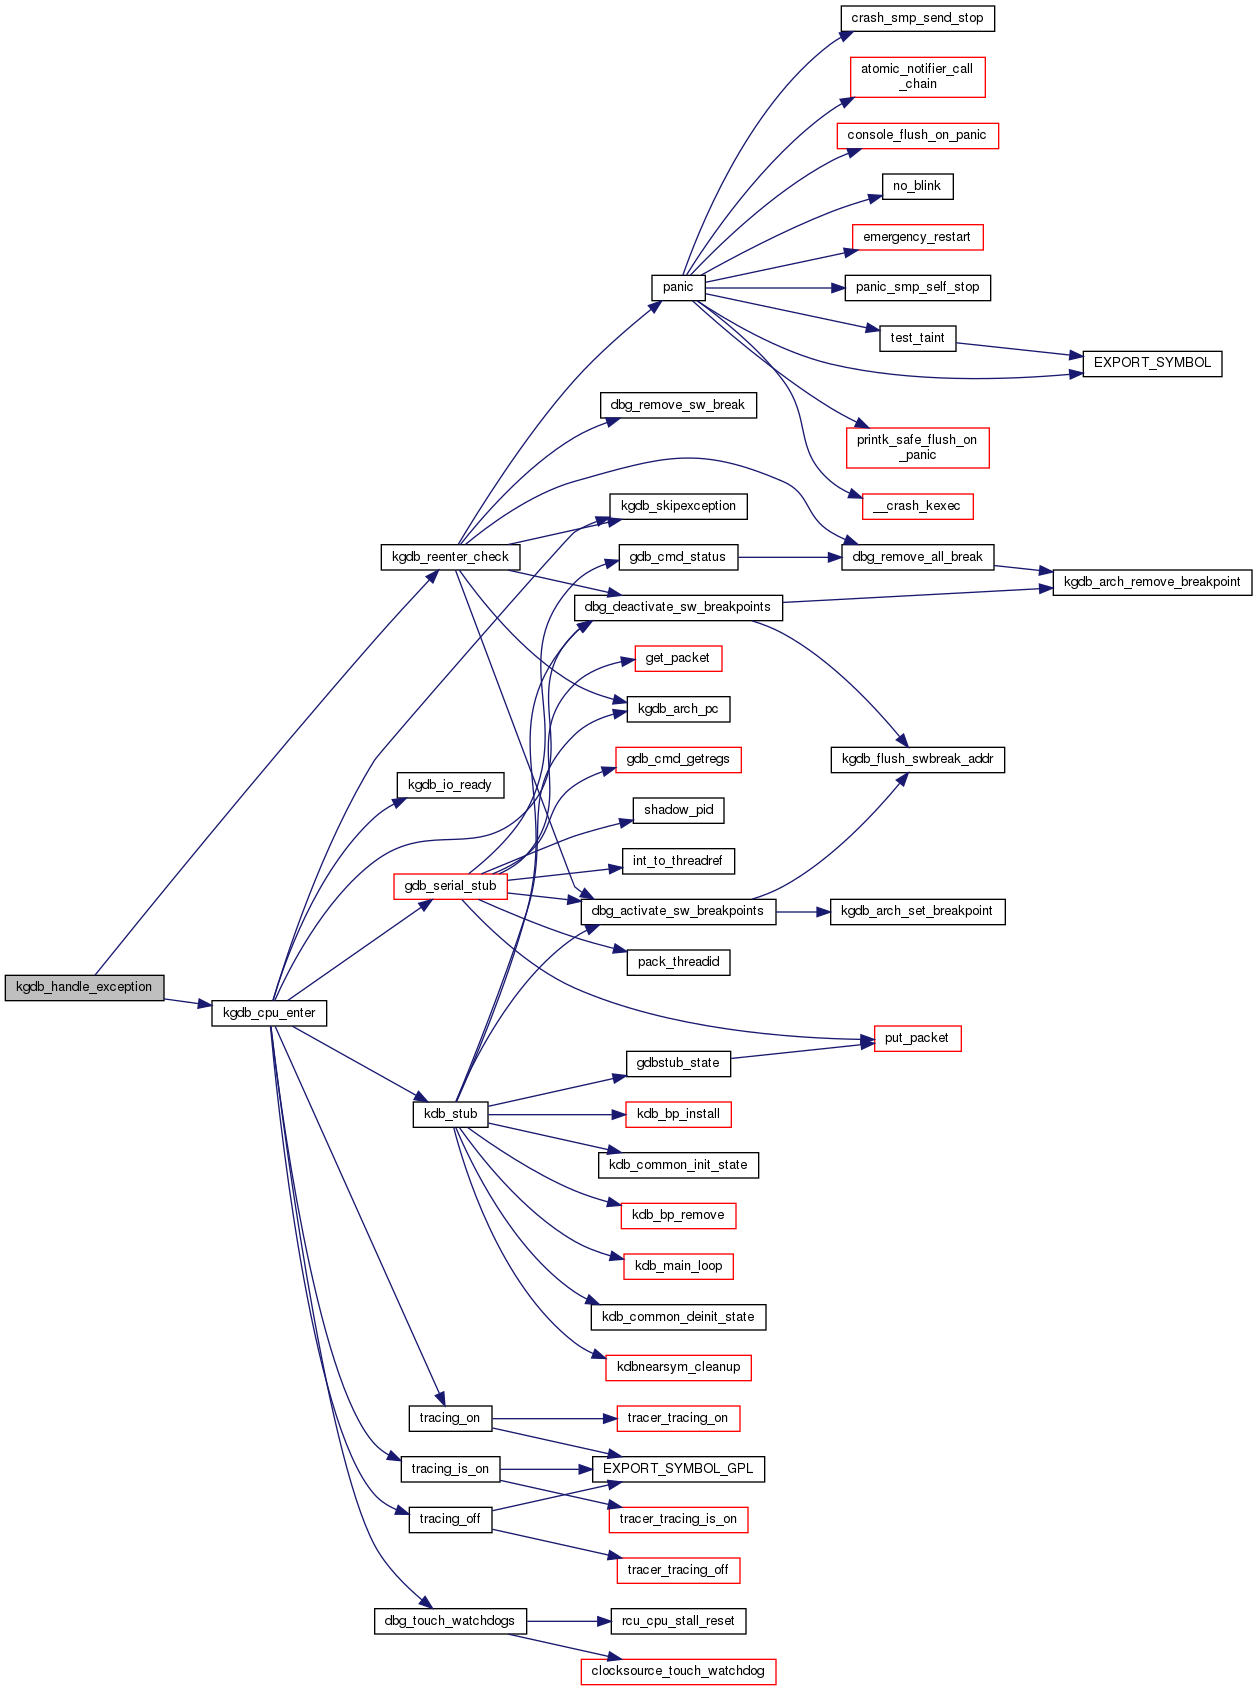 crash_smp_send_stop
atomic_notifier_call
_chain
console_flush_on_panic
no_blink
emergency_restart
panic
panic_smp_self_stop
test_taint
EXPORT_SYMBOL
dbg_remove_sw_break
printk_safe_flush_on
_panic
kgdb_skipexception
__crash_kexec
kgdb_reenter_check
gdb_cmd_status
dbg_remove_all_break
kgdb_arch_remove_breakpoint
dbg_deactivate_sw_breakpoints
get_packet
kgdb_arch_pc
gdb_cmd_getregs
kgdb_flush_swbreak_addr
kgdb_io_ready
shadow_pid
int_to_threadref
gdb_serial_stub
dbg_activate_sw_breakpoints
kgdb_arch_set_breakpoint
pack_threadid
kgdb_handle_exception
kgdb_cpu_enter
put_packet
gdbstub_state
kdb_stub
kdb_bp_install
kdb_common_init_state
kdb_bp_remove
kdb_main_loop
kdb_common_deinit_state
kdbnearsym_cleanup
tracing_on
tracer_tracing_on
tracing_is_on
EXPORT_SYMBOL_GPL
tracing_off
tracer_tracing_is_on
tracer_tracing_off
dbg_touch_watchdogs
rcu_cpu_stall_reset
clocksource_touch_watchdog